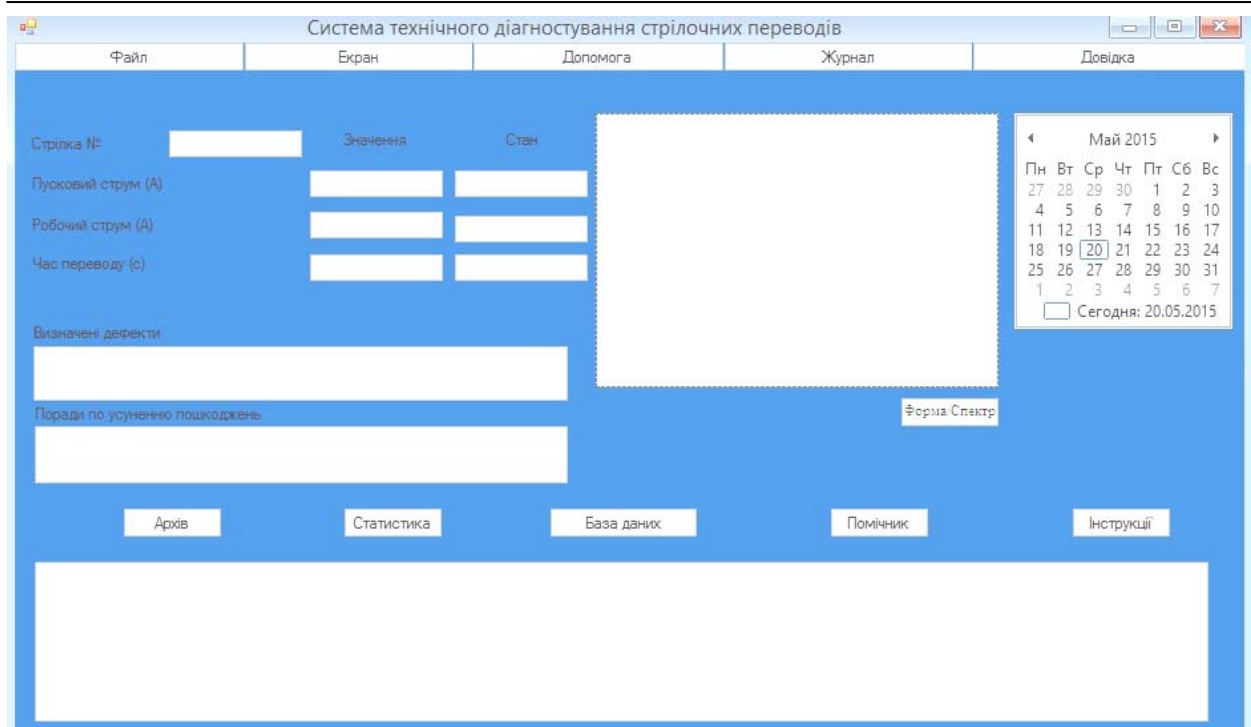 Система технічного діагностування стрілочних переводів
Файл Екран Допомога Журнал Довідка
Стрілка № Значення Стан
Пусковий струм (А)
Робочий струм (А)
Час переводу (с)
Визначені дефекти
Поради по усуненню пошкоджень
Май 2015
Пн Вт Ср Чт Пт Сб Вс
27 28 29 30 1 2 3
4 5 6 7 8 9 10
11 12 13 14 15 16 17
18 19 20 21 22 23 24
25 26 27 28 29 30 31
1 2 3 4 5 6 7
Сегодня: 20.05.2015
Форма Спектр
Архів Статистика База даних Помічник Інструкції